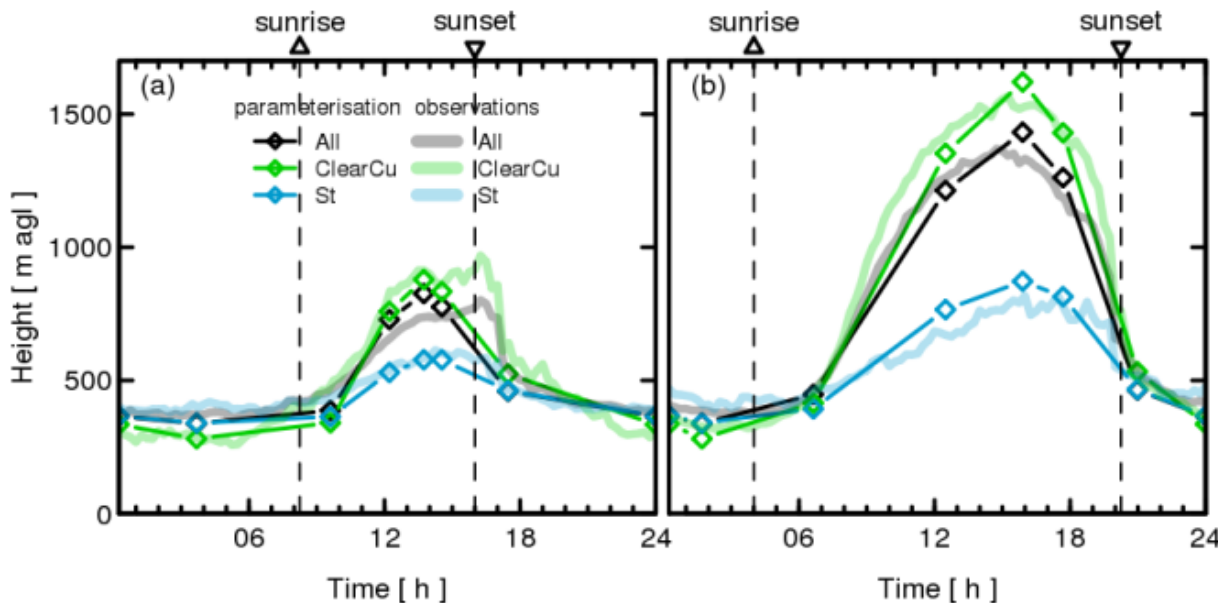 sunrise sunset sunrise sunset
(a) (b)
parameterisation observations
All All
ClearCu ClearCu
St St
Height [ m agl ]
1500
1000
500
0
06 12 18 24 06 12 18 24
Time [ h ] Time [ h ]